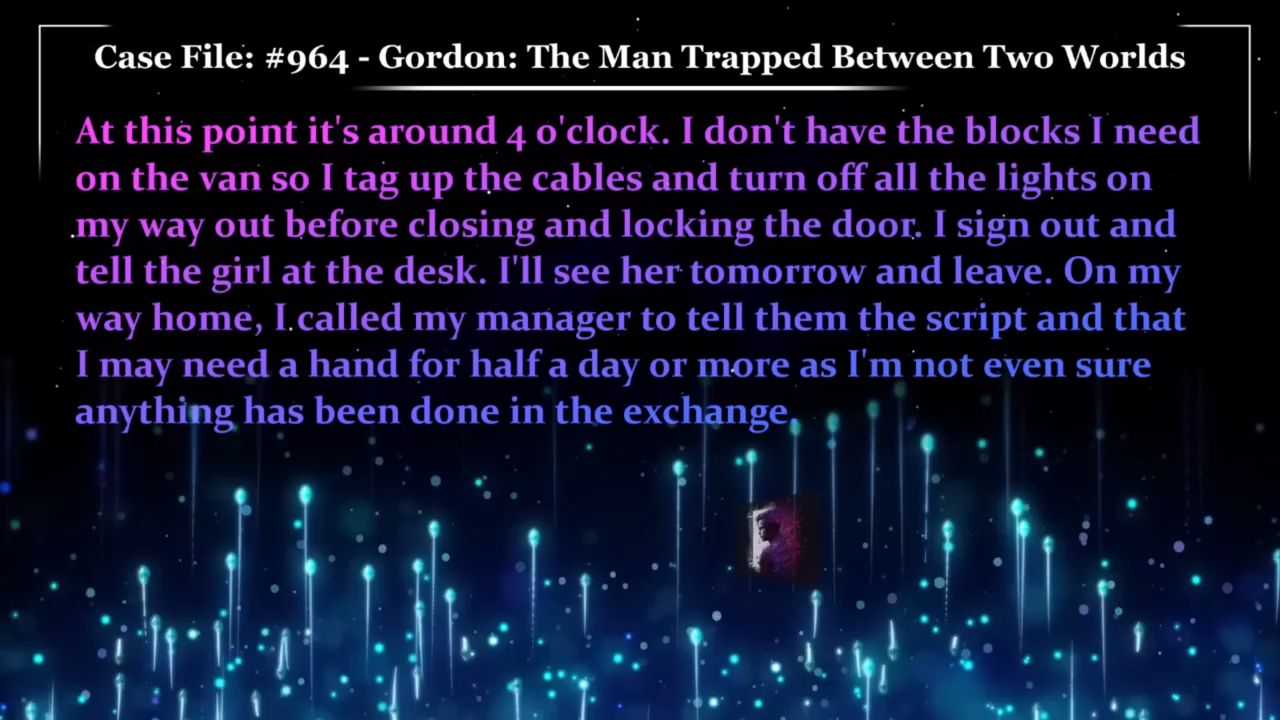 Case File: #964 - Gordon: The Man Trapped Between Two Worlds
At this point it's around 4 o'clock. I don't have the blocks I need
on the van so I tag up the cables and turn off all the lights on
my way out before closing and locking the door. I sign out and
tell the girl at the desk. I'll see her tomorrow and leave. On my
way home, I called my manager to tell them the script and that
I may need a hand for half a day or more as I'm not even sure
anything has been done in the exchange.